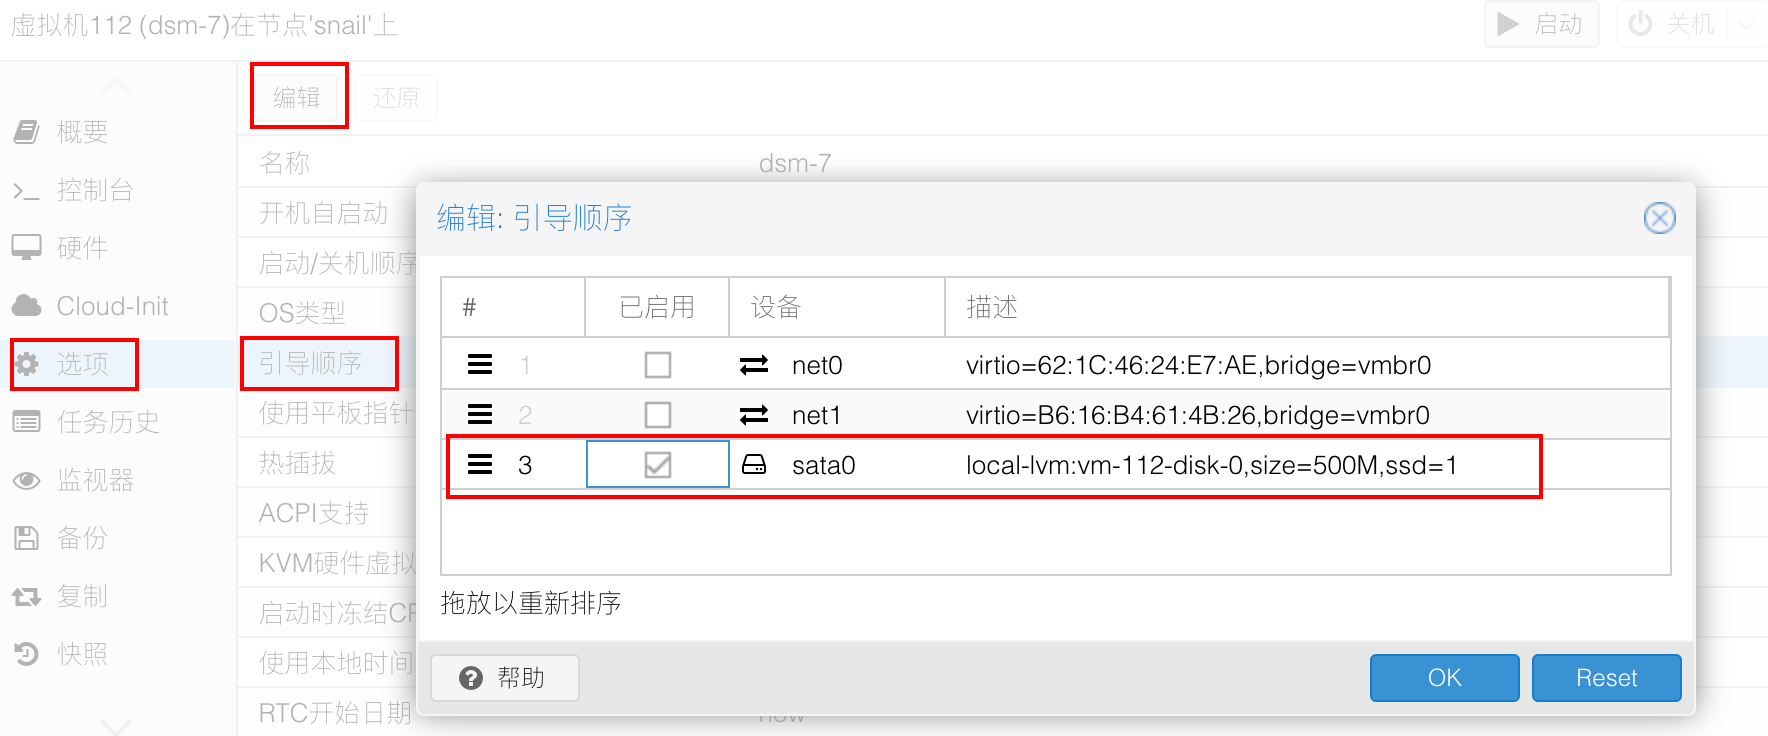 虚拟机112 (dsm-7)在节点'snail'上
启动
关机
编辑
还原
概要
控制台
硬件
Cloud-Init
选项
任务历史
监视器
备份
复制
快照
名称 dsm-7
开机自启动
启动/关机顺序
OS类型
引导顺序
使用平板指针
热插拔
ACPI支持
KVM硬件虚拟
启动时冻结CP
使用本地时间
RTC开始日期 now
编辑: 引导顺序
# 已启用 设备 描述
1 net0 virtio=62:1C:46:24:E7:AE,bridge=vmbr0
2 net1 virtio=B6:16:B4:61:4B:26,bridge=vmbr0
3 sata0 local-lvm:vm-112-disk-0,size=500M,ssd=1
拖放以重新排序
帮助
OK
Reset